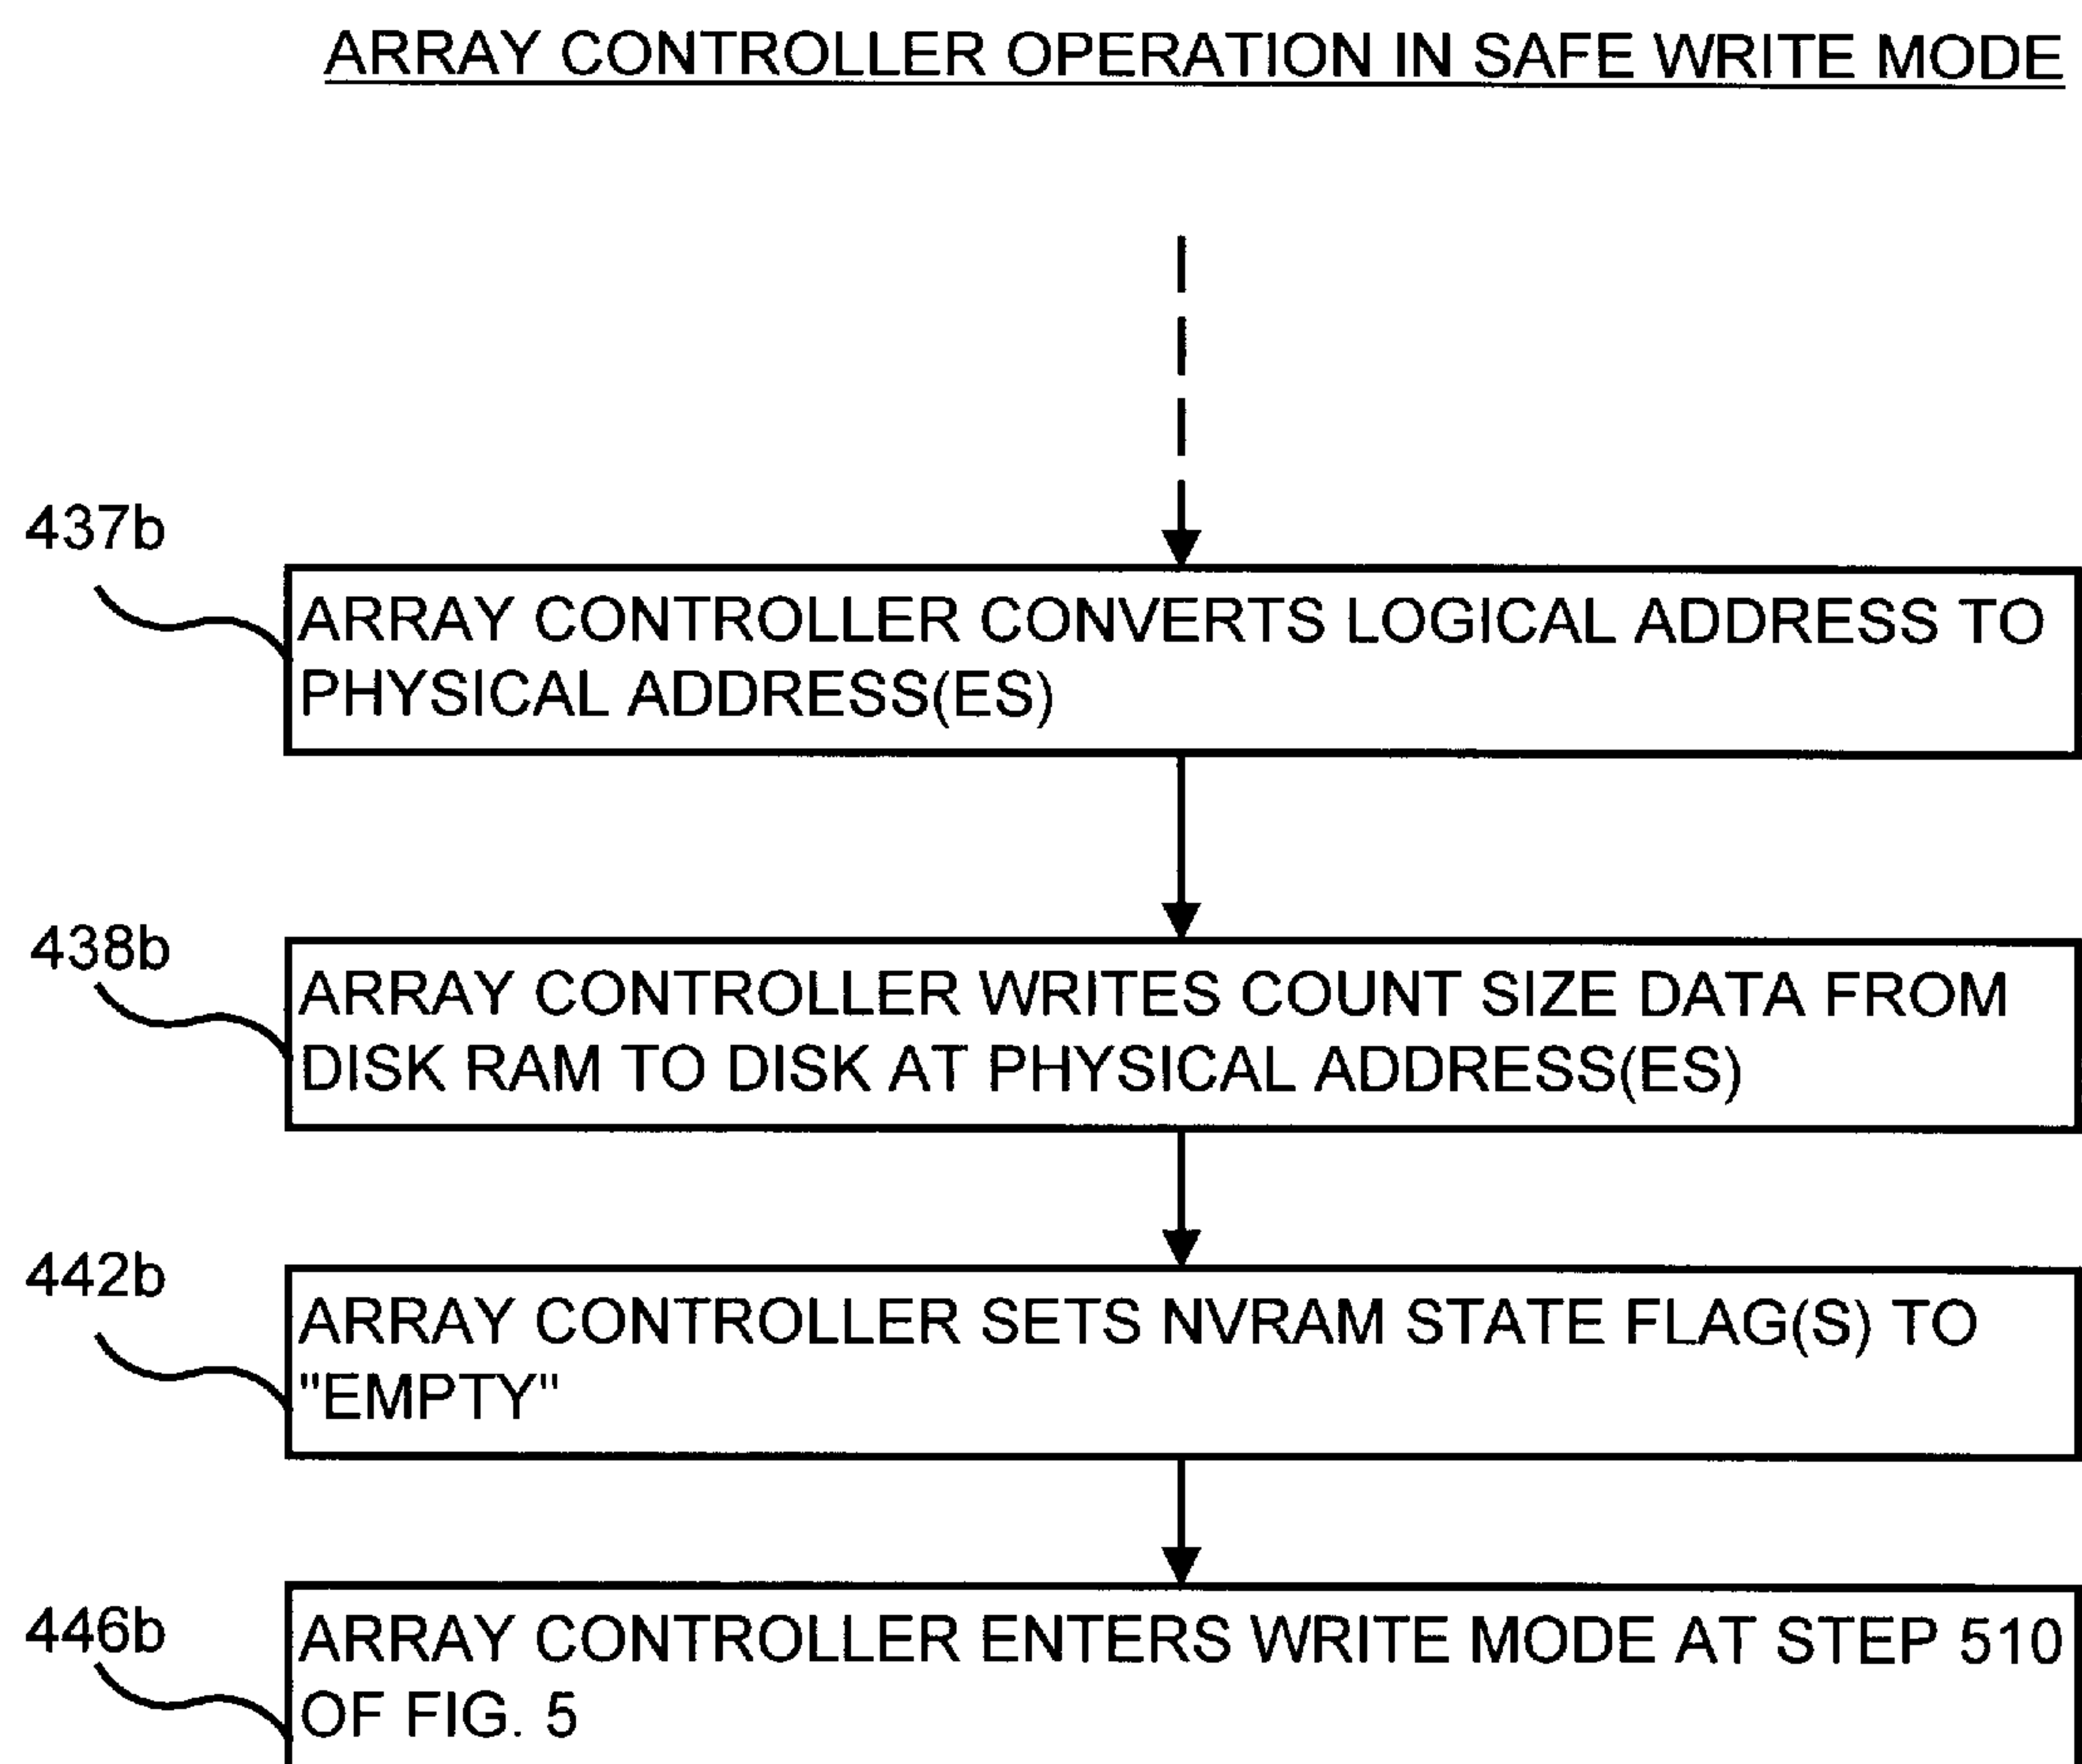 ARRAY CONTROLLER OPERATION IN SAFE WRITE MODE
437b
ARRAY CONTROLLER CONVERTS LOGICAL ADDRESS TO
PHYSICAL ADDRESS(ES)
438b
ARRAY CONTROLLER WRITES COUNT SIZE DATA FROM
DISK RAM TO DISK AT PHYSICAL ADDRESS(ES)
442b
ARRAY CONTROLLER SETS NVRAM STATE FLAG(S) TO
"EMPTY"
446b
ARRAY CONTROLLER ENTERS WRITE MODE AT STEP 510
OF FIG. 5